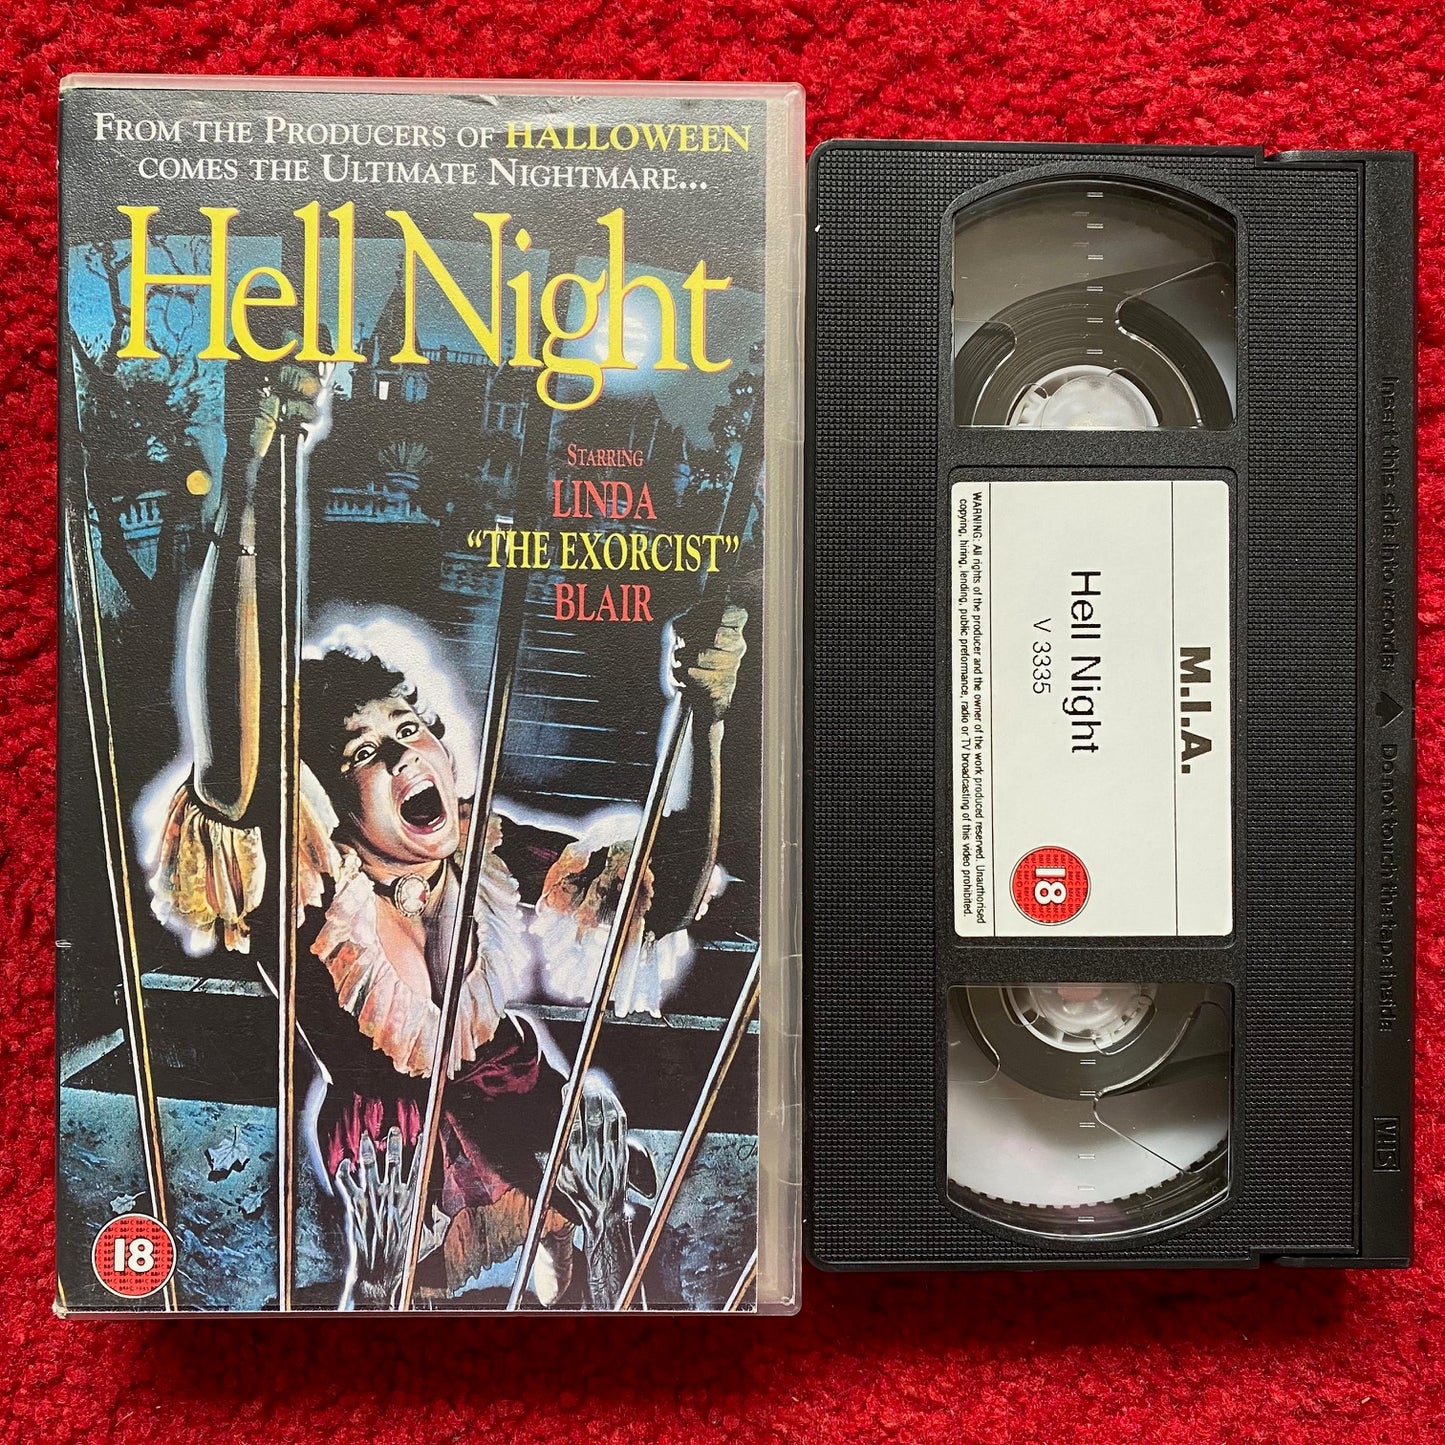 FROM THE PRODUCERS OF HALLOWEEN
COMES THE ULTIMATE NIGHTMARE...
Hell Night
STARRING
LINDA
"THE EXORCIST"
BLAIR
18
M.I.A.
Hell Night
V 3335
18
WARNING: All rights of the producer and the owner of the work produced reserved. Unauthorised
copying, hiring, lending, public preformance, radio or TV broadcasting of this video prohibited.
Insert this side into recorder ▲ Do not touch the tape inside